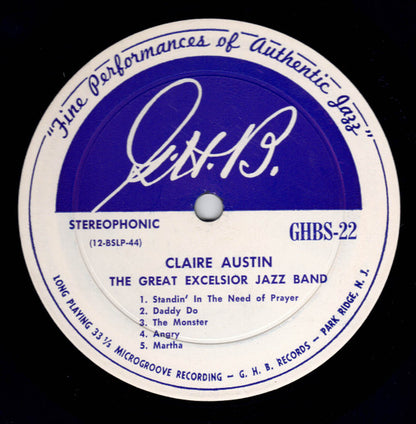 "Fine Performances of Authentic Jazz"
G.H.B.
STEREOPHONIC
(12-BSLP-44)
GHBS-22
CLAIRE AUSTIN
THE GREAT EXCELSIOR JAZZ BAND
1. Standin' In The Need of Prayer
2. Daddy Do
3. The Monster
4. Angry
5. Martha
LONG PLAYING 33⅓ MICROGROOVE RECORDING - G. H. B. RECORDS - PARK RIDGE, N. J.